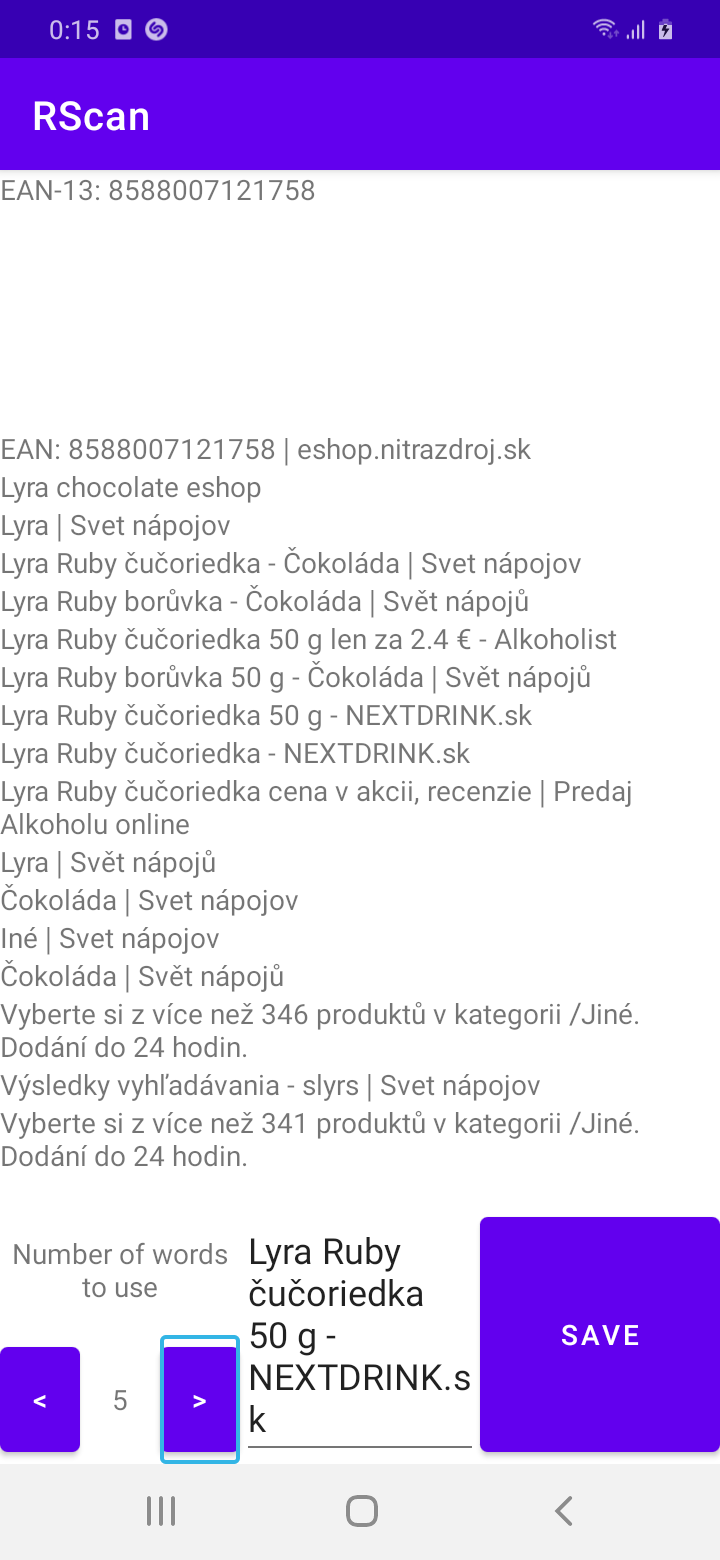 0:15
RScan
EAN-13: 8588007121758
EAN: 8588007121758 | eshop.nitrazdroj.sk
Lyra chocolate eshop
Lyra | Svet nápojov
Lyra Ruby čučoriedka - Čokoláda | Svet nápojov
Lyra Ruby borůvka - Čokoláda | Svět nápojů
Lyra Ruby čučoriedka 50 g len za 2.4 € - Alkoholist
Lyra Ruby borůvka 50 g - Čokoláda | Svět nápojů
Lyra Ruby čučoriedka 50 g - NEXTDRINK.sk
Lyra Ruby čučoriedka - NEXTDRINK.sk
Lyra Ruby čučoriedka cena v akcii, recenzie | Predaj
Alkoholu online
Lyra | Svět nápojů
Čokoláda | Svet nápojov
Iné | Svet nápojov
Čokoláda | Svět nápojů
Vyberte si z více než 346 produktů v kategorii /Jiné.
Dodání do 24 hodin.
Výsledky vyhľadávania - slyrs | Svet nápojov
Vyberte si z více než 341 produktů v kategorii /Jiné.
Dodání do 24 hodin.
Number of words
to use
< 5 >
Lyra Ruby
čučoriedka
50 g -
NEXTDRINK.s
k
SAVE